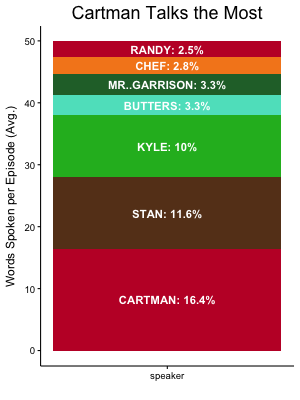 Cartman Talks the Most
Words Spoken per Episode (Avg.)
50
40
30
20
10
0
RANDY: 2.5%
CHEF: 2.8%
MR..GARRISON: 3.3%
BUTTERS: 3.3%
KYLE: 10%
STAN: 11.6%
CARTMAN: 16.4%
speaker